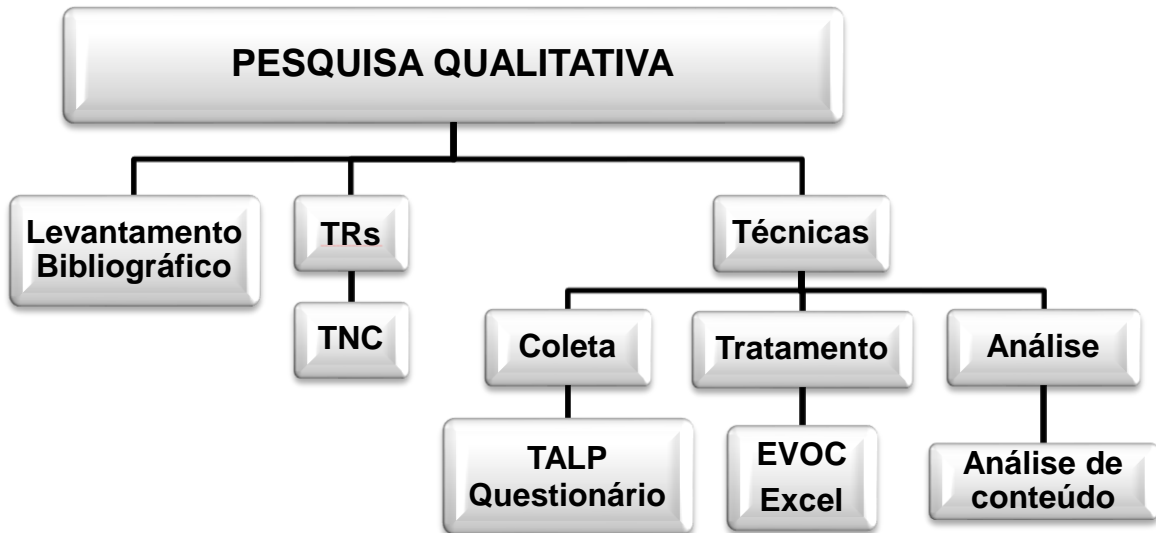 PESQUISA QUALITATIVA
Levantamento
Bibliográfico
TRs
Técnicas
TNC
Coleta
Tratamento
Análise
TALP
Questionário
EVOC
Excel
Análise de
conteúdo